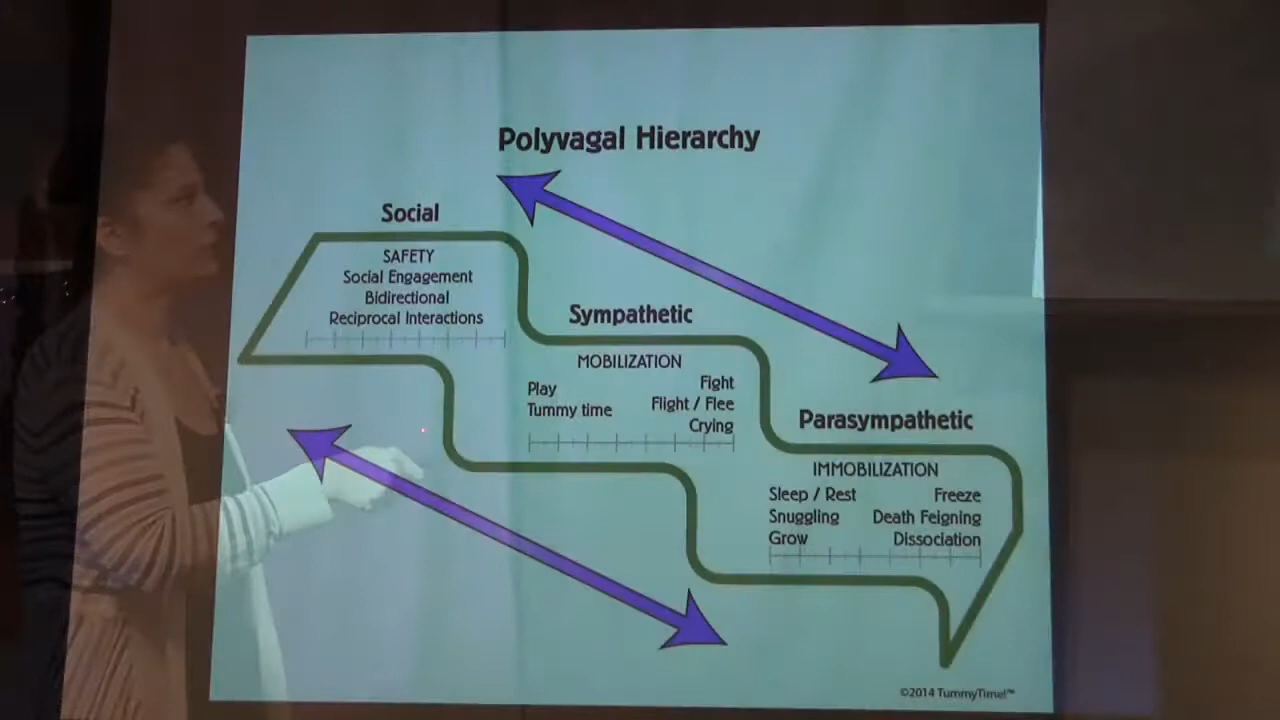 Polyvagal Hierarchy
Social
SAFETY
Social Engagement
Bidirectional
Reciprocal Interactions
Sympathetic
MOBILIZATION
Play
Tummy time
Fight
Flight / Flee
Crying
Parasympathetic
IMMOBILIZATION
Sleep / Rest
Snuggling
Grow
Freeze
Death Feigning
Dissociation
©2014 TummyTime!™